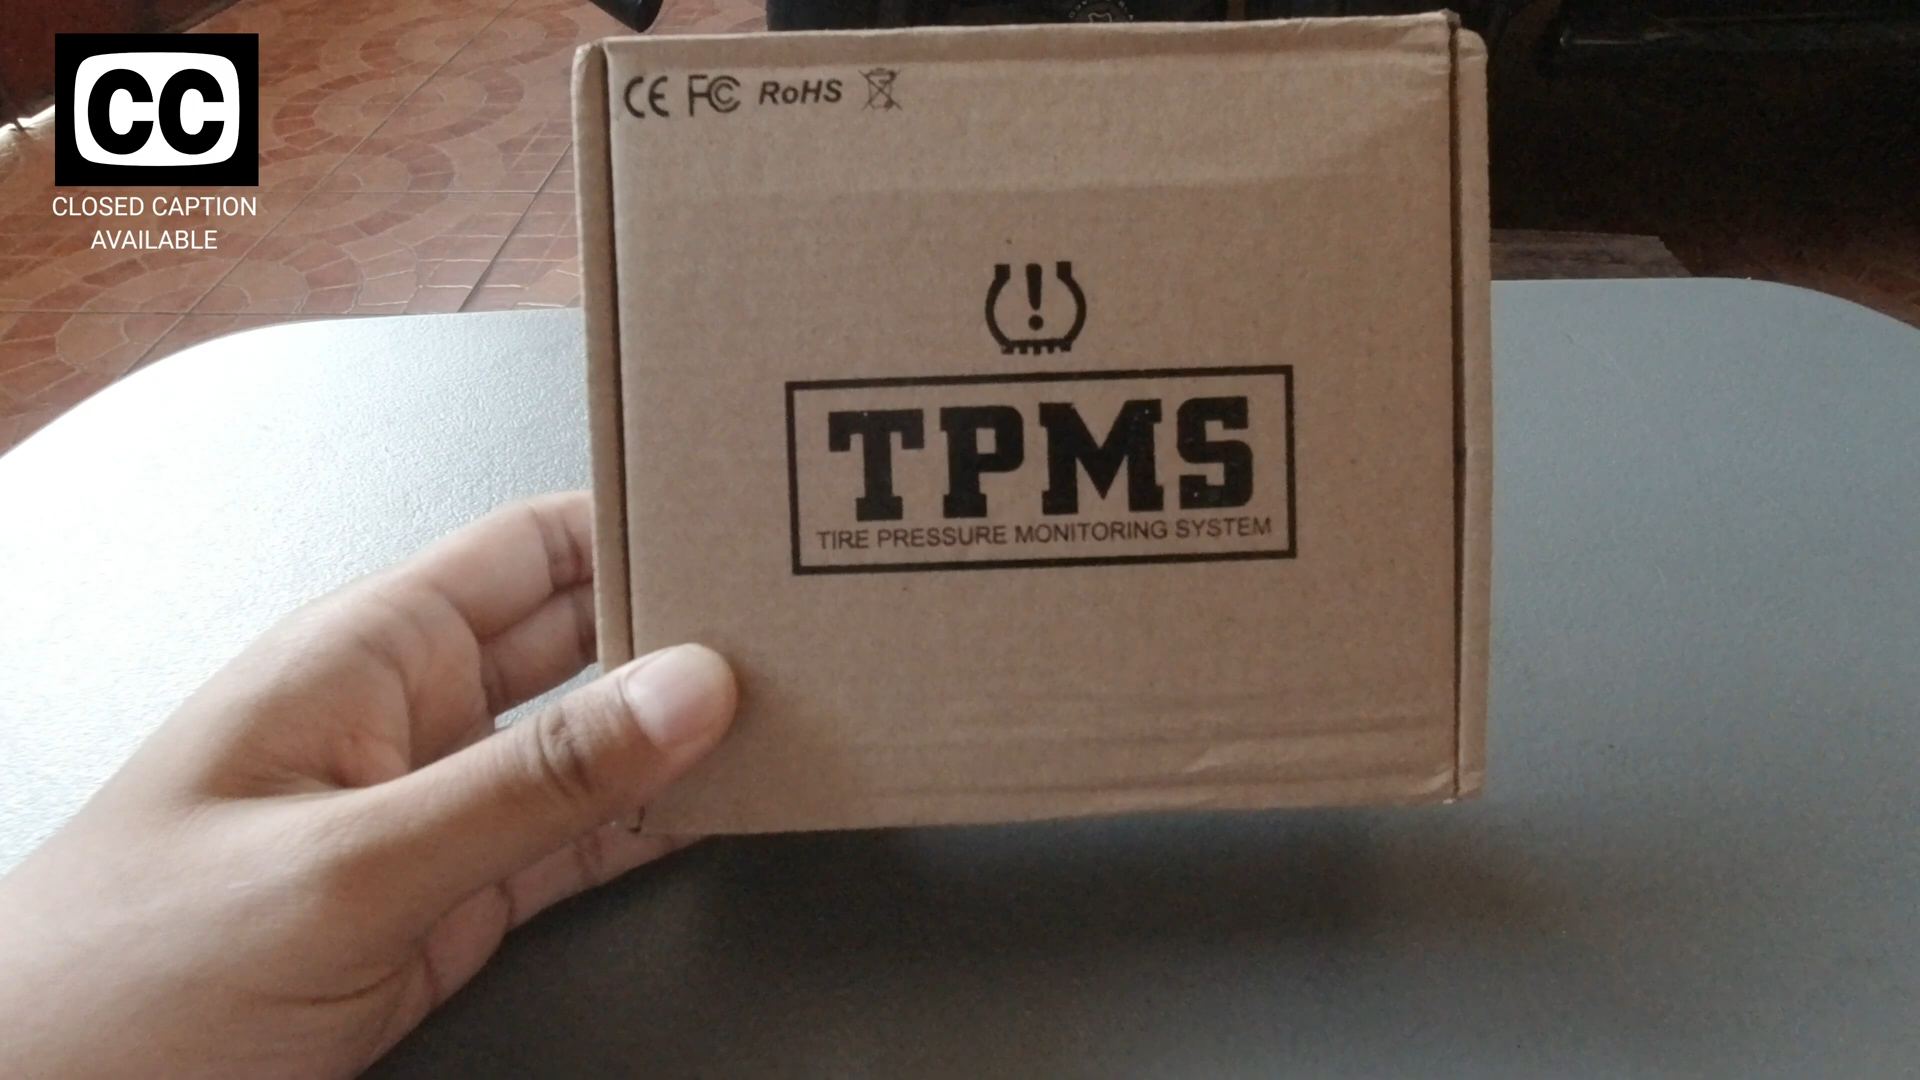 CC
CLOSED CAPTION
AVAILABLE
CE FC RoHS
TPMS
TIRE PRESSURE MONITORING SYSTEM